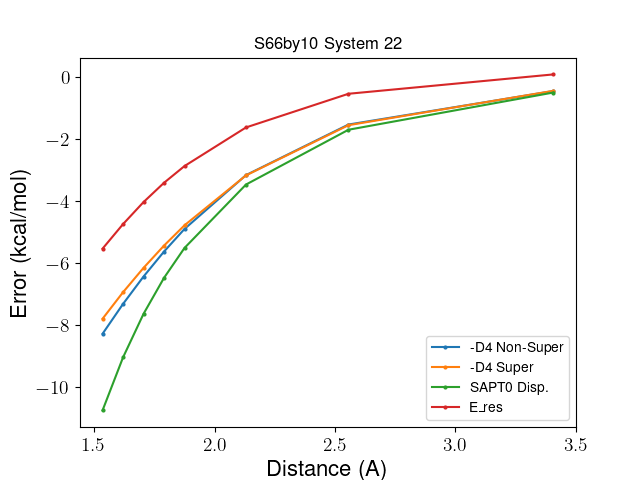 S66by10 System 22
Error (kcal/mol)
0
−2
−4
−6
−8
−10
1.5
2.0
2.5
3.0
3.5
Distance (A)
-D4 Non-Super
-D4 Super
SAPT0 Disp.
E_res